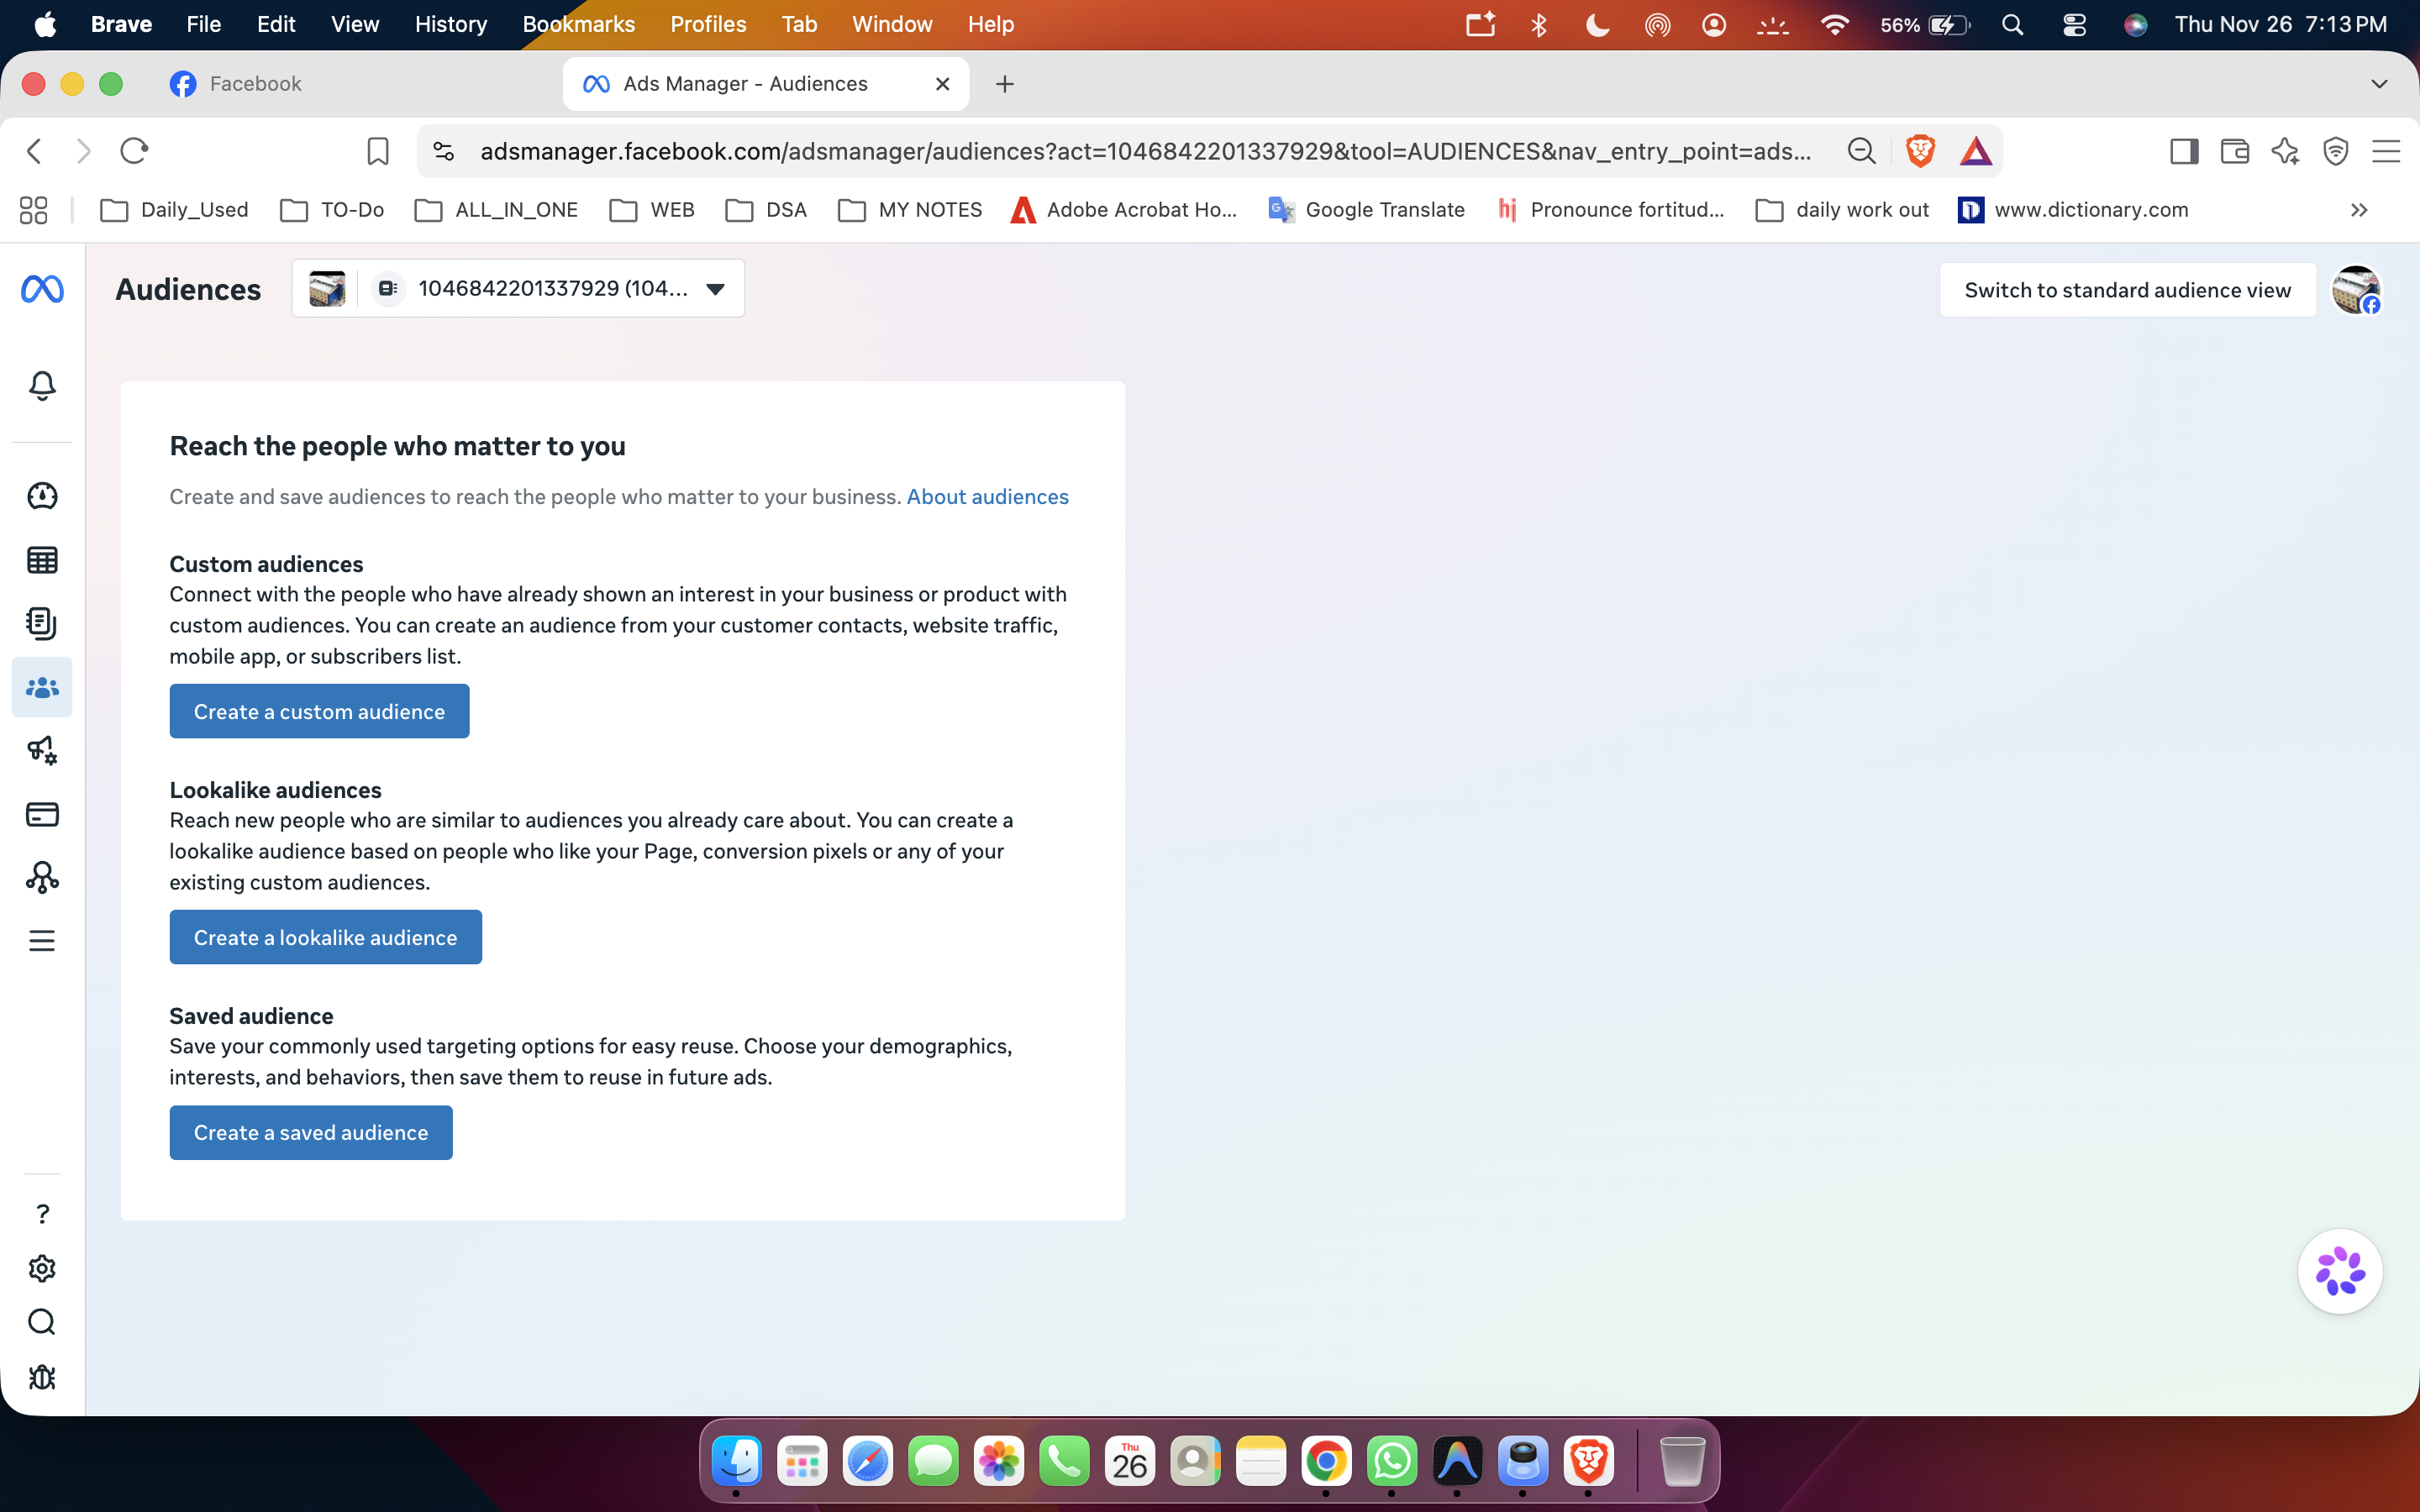 Brave File Edit View History Bookmarks Profiles Tab Window Help 56% Thu Nov 26 7:13 PM
Facebook Ads Manager - Audiences
adsmanager.facebook.com/adsmanager/audiences?act=1046842201337929&tool=AUDIENCES&nav_entry_point=ads...
Daily_Used TO-Do ALL_IN_ONE WEB DSA MY NOTES Adobe Acrobat Ho... Google Translate hj Pronounce fortitud... daily work out www.dictionary.com
Audiences 1046842201337929 (104... Switch to standard audience view
Reach the people who matter to you
Create and save audiences to reach the people who matter to your business. About audiences
Custom audiences
Connect with the people who have already shown an interest in your business or product with
custom audiences. You can create an audience from your customer contacts, website traffic,
mobile app, or subscribers list.
Create a custom audience
Lookalike audiences
Reach new people who are similar to audiences you already care about. You can create a
lookalike audience based on people who like your Page, conversion pixels or any of your
existing custom audiences.
Create a lookalike audience
Saved audience
Save your commonly used targeting options for easy reuse. Choose your demographics,
interests, and behaviors, then save them to reuse in future ads.
Create a saved audience
Thu
26